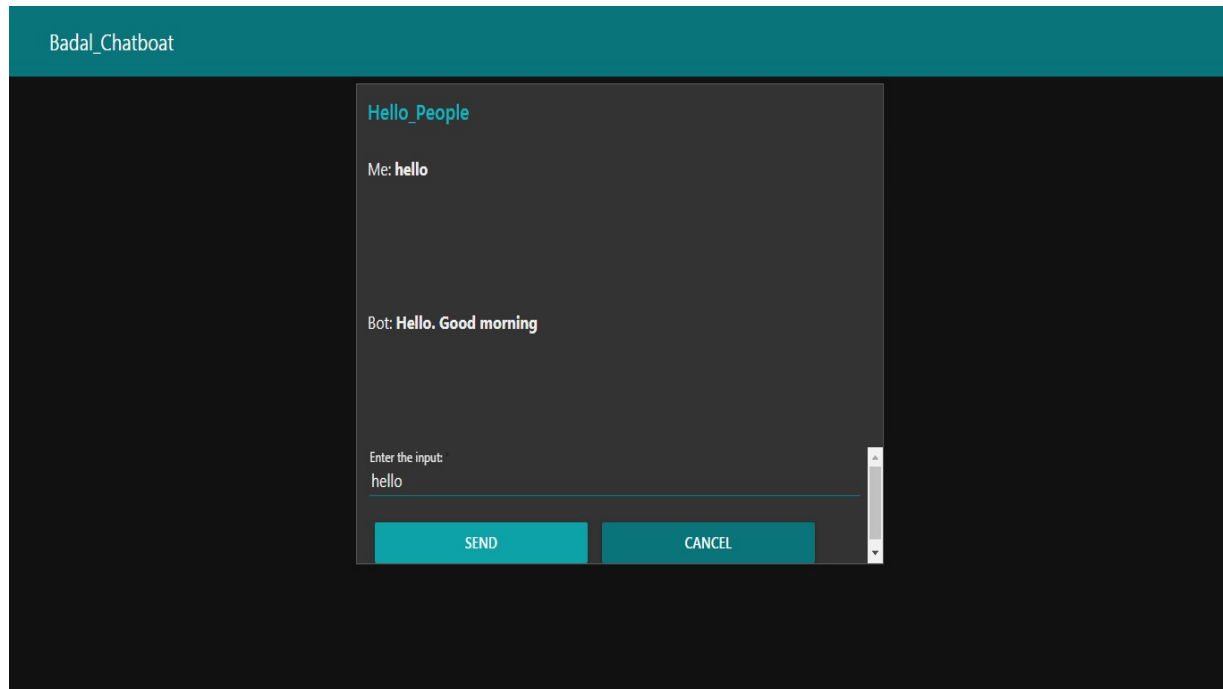 Badal_Chatboat
Hello_People
Me: hello
Bot: Hello. Good morning
Enter the input:
hello
SEND CANCEL